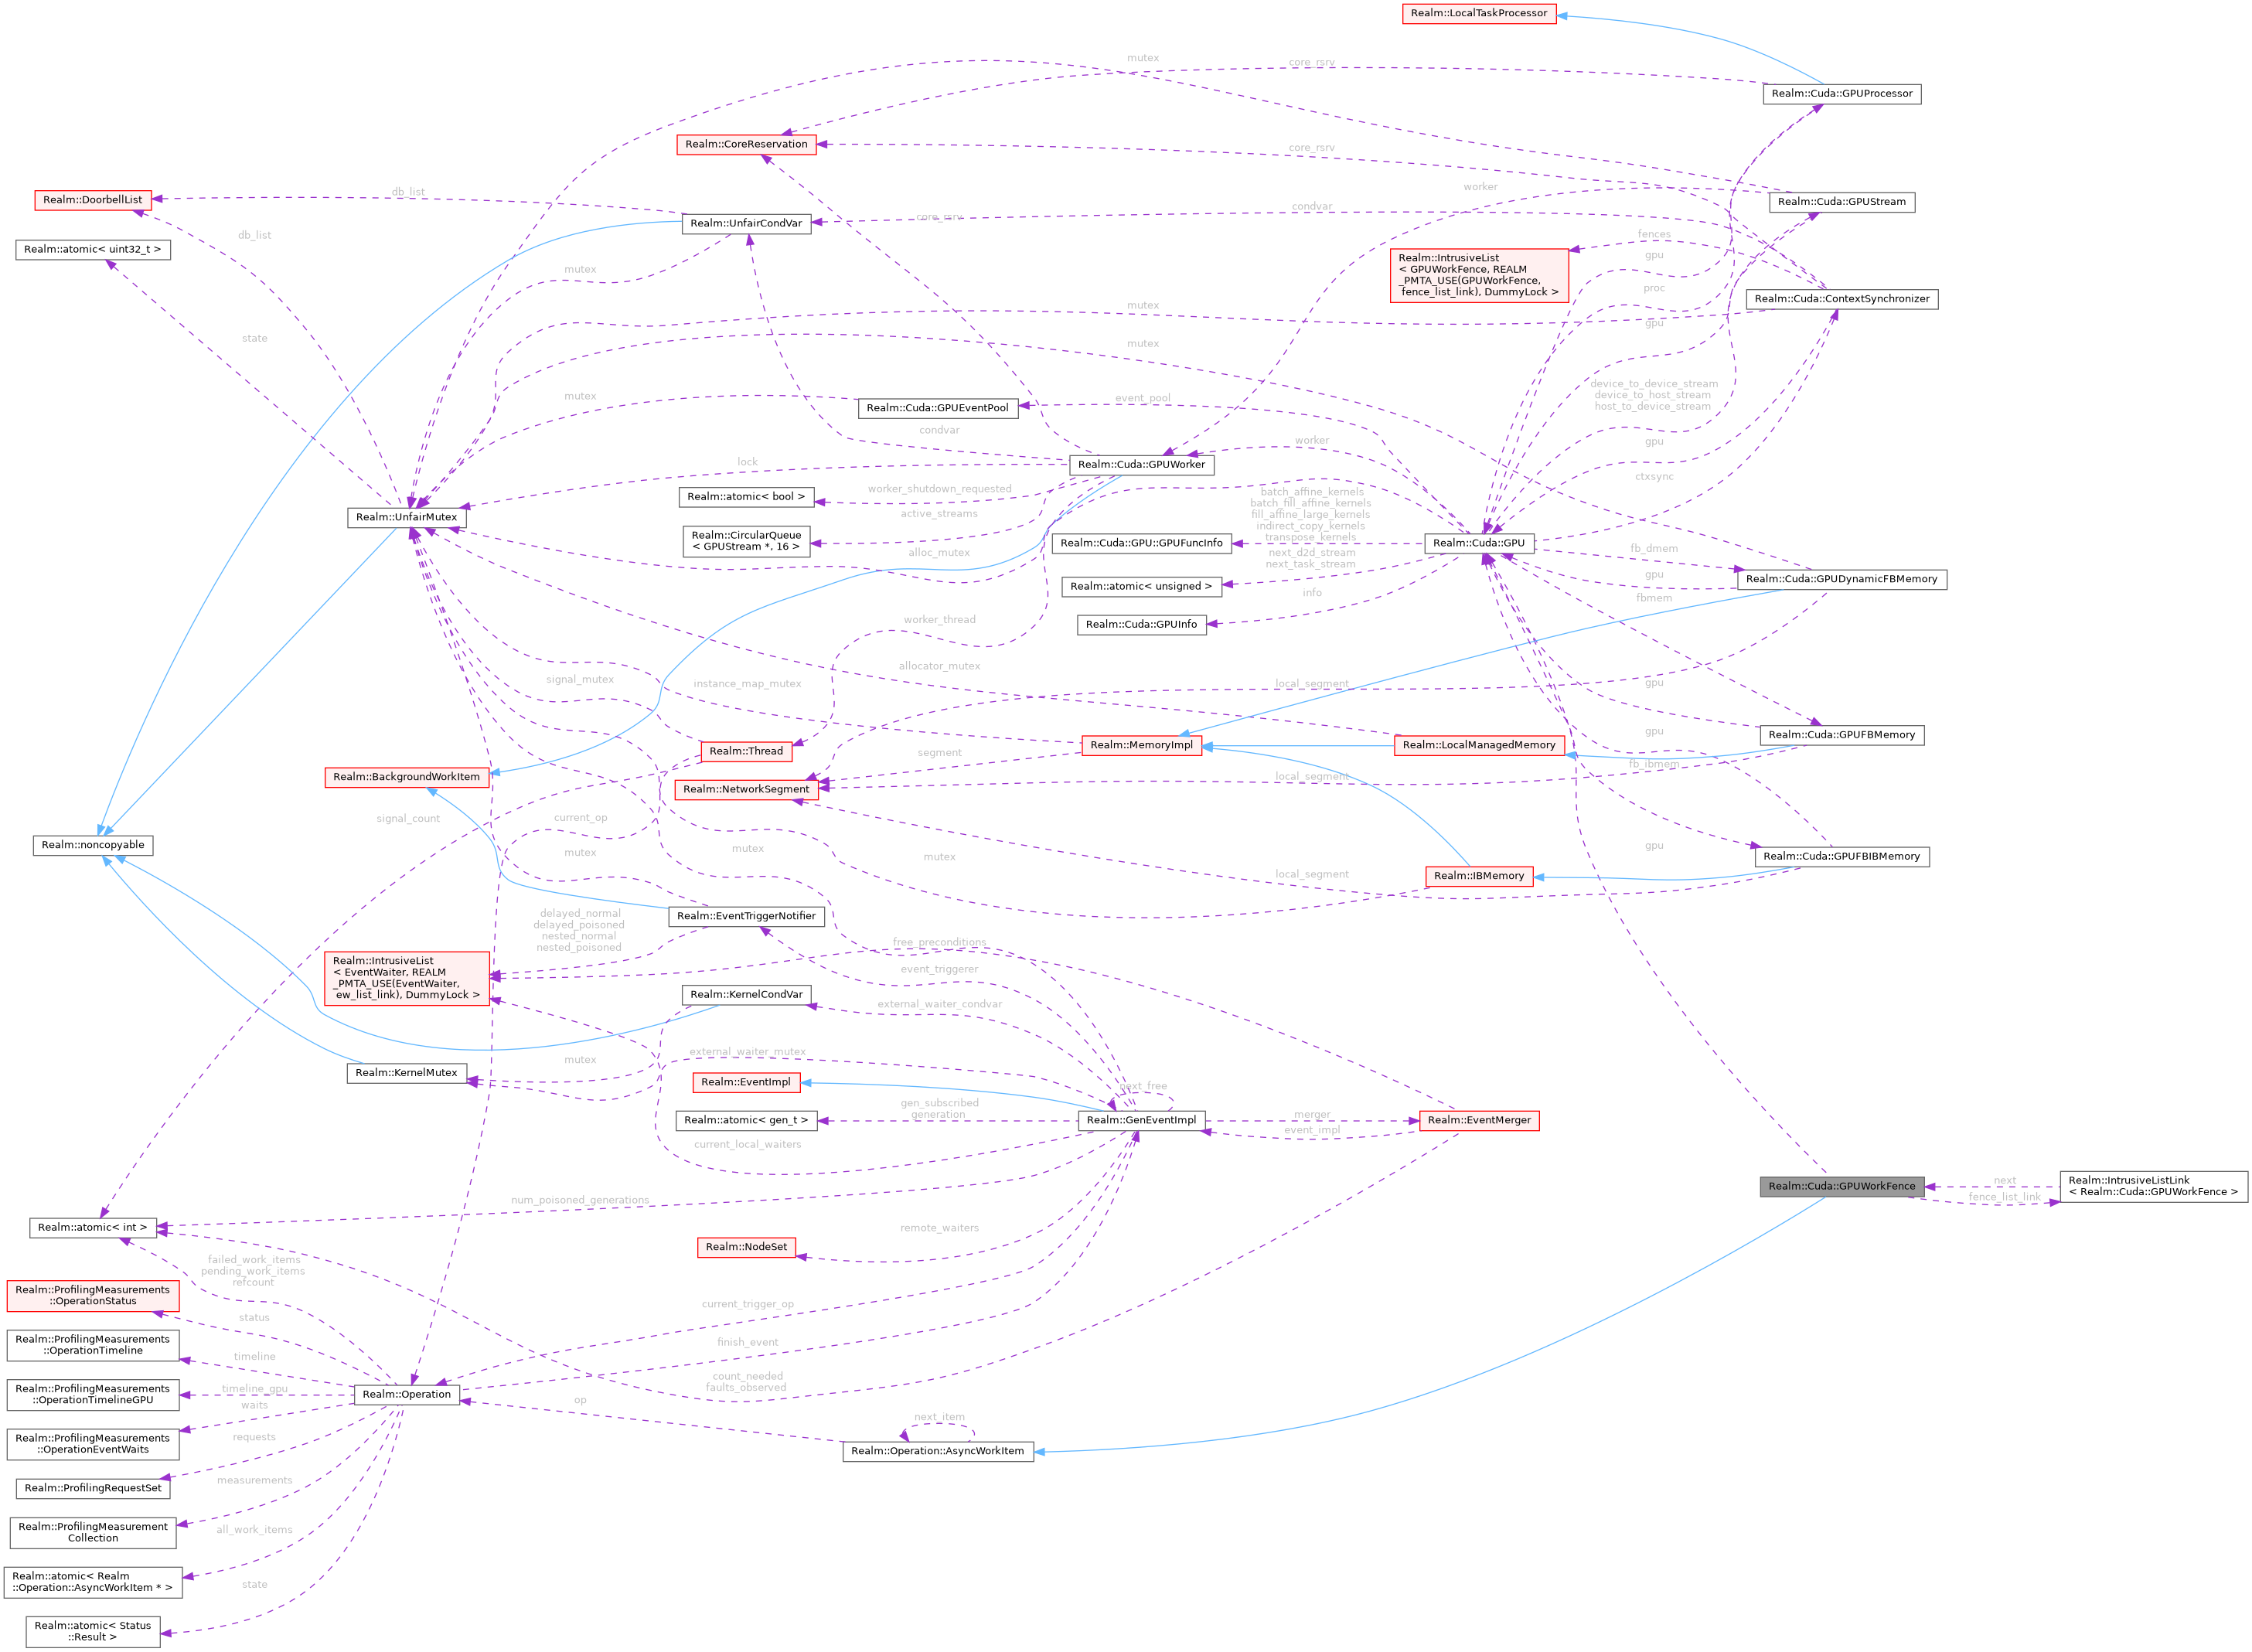 Realm::LocalTaskProcessor
mutex
core_rsrv
Realm::Cuda::GPUProcessor
Realm::CoreReservation
core_rsrv
worker
db_list
Realm::DoorbellList
Realm::Cuda::GPUStream
condvar
core_rsrv
Realm::UnfairCondVar
db_list
fences
Realm::atomic< uint32_t >
gpu
Realm::IntrusiveList
< GPUWorkFence, REALM
_PMTA_USE(GPUWorkFence,
fence_list_link), DummyLock >
mutex
proc
Realm::Cuda::ContextSynchronizer
mutex
gpu
state
mutex
device_to_device_stream
device_to_host_stream
host_to_device_stream
mutex
event_pool
Realm::Cuda::GPUEventPool
condvar
worker
gpu
lock
Realm::Cuda::GPUWorker
ctxsync
worker_shutdown_requested
Realm::atomic< bool >
batch_affine_kernels
batch_fill_affine_kernels
fill_affine_large_kernels
indirect_copy_kernels
transpose_kernels
active_streams
Realm::UnfairMutex
Realm::CircularQueue
< GPUStream *, 16 >
alloc_mutex
Realm::Cuda::GPU::GPUFuncInfo
Realm::Cuda::GPU
fb_dmem
next_d2d_stream
next_task_stream
gpu
Realm::Cuda::GPUDynamicFBMemory
Realm::atomic< unsigned >
info
fbmem
worker_thread
Realm::Cuda::GPUInfo
allocator_mutex
signal_mutex
instance_map_mutex
local_segment
gpu
gpu
Realm::Cuda::GPUFBMemory
Realm::Thread
segment
Realm::MemoryImpl
Realm::LocalManagedMemory
fb_ibmem
Realm::BackgroundWorkItem
local_segment
Realm::NetworkSegment
signal_count
current_op
Realm::noncopyable
mutex
mutex
mutex
gpu
Realm::Cuda::GPUFBIBMemory
local_segment
Realm::IBMemory
delayed_normal
delayed_poisoned
nested_normal
nested_poisoned
Realm::EventTriggerNotifier
free_preconditions
Realm::IntrusiveList
< EventWaiter, REALM
_PMTA_USE(EventWaiter,
ew_list_link), DummyLock >
event_triggerer
Realm::KernelCondVar
external_waiter_condvar
mutex
external_waiter_mutex
Realm::KernelMutex
Realm::EventImpl
next_free
gen_subscribed
generation
Realm::atomic< gen_t >
Realm::GenEventImpl
merger
event_impl
Realm::EventMerger
current_local_waiters
Realm::Cuda::GPUWorkFence
next
fence_list_link
Realm::IntrusiveListLink
< Realm::Cuda::GPUWorkFence >
num_poisoned_generations
Realm::atomic< int >
remote_waiters
Realm::NodeSet
failed_work_items
pending_work_items
refcount
Realm::ProfilingMeasurements
::OperationStatus
current_trigger_op
status
Realm::ProfilingMeasurements
::OperationTimeline
finish_event
timeline
Realm::ProfilingMeasurements
::OperationTimelineGPU
timeline_gpu
Realm::Operation
count_needed
faults_observed
waits
op
next_item
Realm::ProfilingMeasurements
::OperationEventWaits
requests
Realm::Operation::AsyncWorkItem
Realm::ProfilingRequestSet
measurements
Realm::ProfilingMeasurement
Collection
all_work_items
Realm::atomic< Realm
::Operation::AsyncWorkItem * >
state
Realm::atomic< Status
::Result >